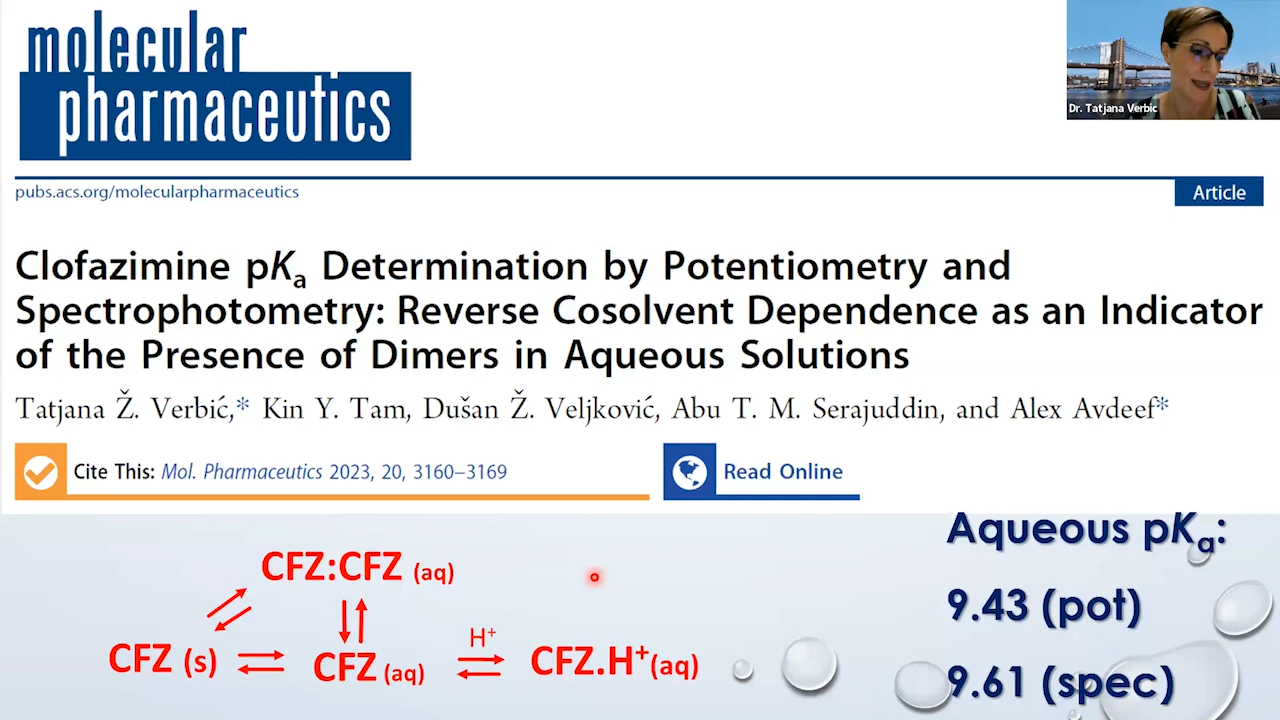 molecular
pharmaceutics
Dr. Tatjana Verbic
pubs.acs.org/molecularpharmaceutics
Article
Clofazimine pKa Determination by Potentiometry and
Spectrophotometry: Reverse Cosolvent Dependence as an Indicator
of the Presence of Dimers in Aqueous Solutions
Tatjana Ž. Verbić,* Kin Y. Tam, Dušan Ž. Veljković, Abu T. M. Serajuddin, and Alex Avdeef*
Cite This: Mol. Pharmaceutics 2023, 20, 3160–3169
Read Online
CFZ:CFZ (aq)
H+
CFZ (s)
CFZ (aq)
CFZ.H+(aq)
Aqueous pKa:
9.43 (pot)
9.61 (spec)